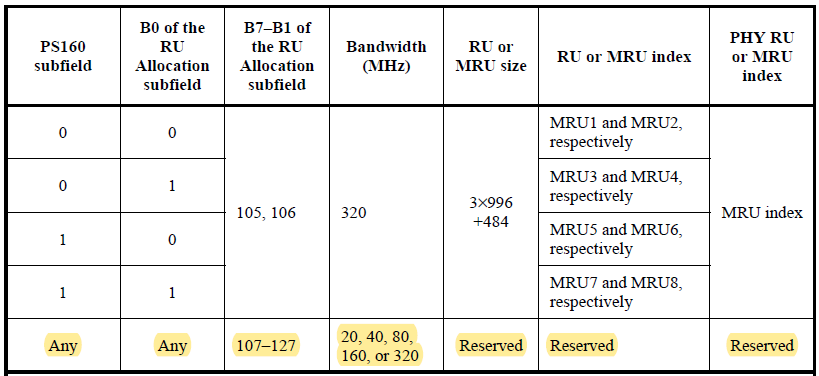 PS160 subfield
B0 of the RU Allocation subfield
B7–B1 of the RU Allocation subfield
Bandwidth (MHz)
RU or MRU size
RU or MRU index
PHY RU or MRU index
0
0
105, 106
320
3×996 +484
MRU1 and MRU2, respectively
MRU index
0
1
MRU3 and MRU4, respectively
1
0
MRU5 and MRU6, respectively
1
1
MRU7 and MRU8, respectively
Any
Any
107–127
20, 40, 80, 160, or 320
Reserved
Reserved
Reserved